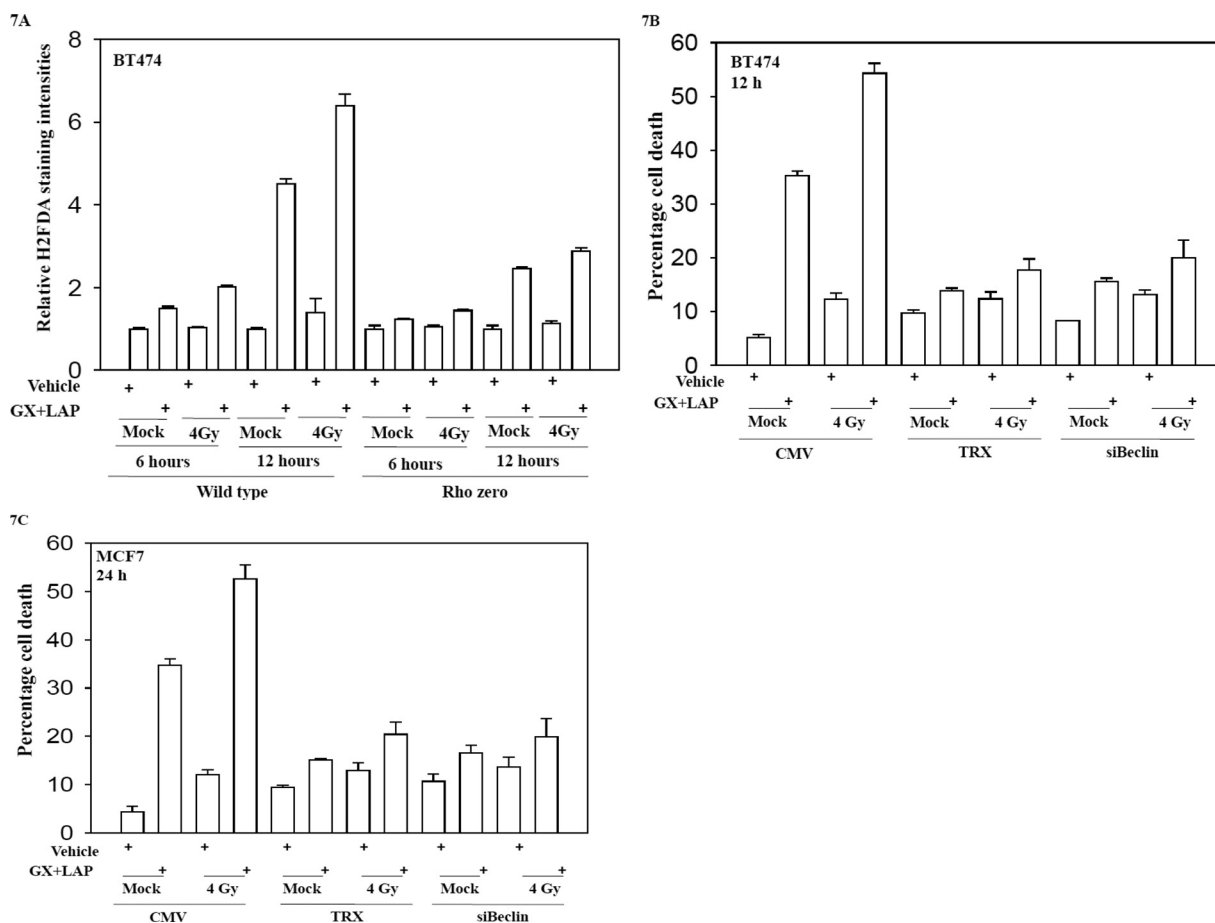 7A
Relative H2FDA staining intensities
8
6
4
2
0
BT474
Vehicle + + + + + + + +
GX+LAP + + + + + + + +
Mock 4Gy Mock 4Gy Mock 4Gy Mock 4Gy
6 hours 12 hours 6 hours 12 hours
Wild type Rho zero
7B
Percentage cell death
60
50
40
30
20
10
0
BT474
12 h
Vehicle + + + + + +
GX+LAP + + + + + +
Mock 4 Gy Mock 4 Gy Mock 4 Gy
CMV TRX siBeclin
7C
Percentage cell death
60
50
40
30
20
10
0
MCF7
24 h
Vehicle + + + + + +
GX+LAP + + + + + +
Mock 4 Gy Mock 4 Gy Mock 4 Gy
CMV TRX siBeclin